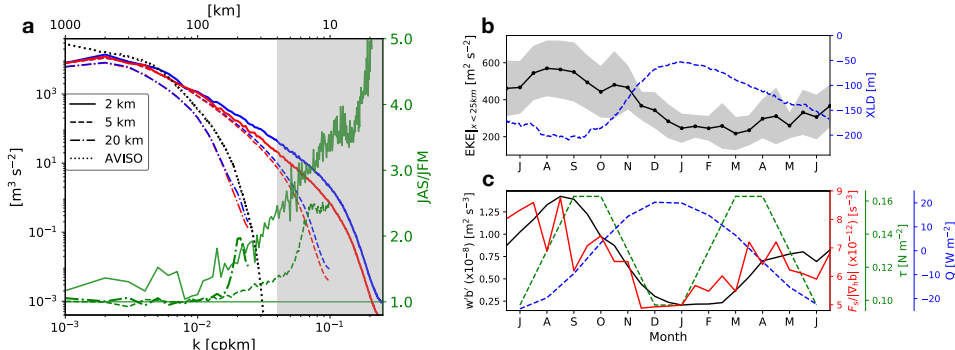 [km]
1000 100 10
a
[m³ s⁻²]
10³
10¹
10⁻¹
10⁻³
2 km
5 km
20 km
AVISO
5.0
4.0
3.0
2.0
1.0
JAS/JFM
10⁻³ 10⁻² 10⁻¹
k [cpkm]
b
EKE|ₓ < 25km [m² s⁻²]
600
400
200
J A S O N D J F M A M J
0
−50
−100
−150
−200
XLD [m]
c
w'b' (x10⁻⁸) [m² s⁻³]
1.25
1.00
0.75
0.50
0.25
J A S O N D J F M A M J
Month
9
8
7
6
5
Fₛ/|∇ₕb| (x10⁻¹²) [s⁻³]
0.16
0.14
0.12
0.10
τ [N m⁻²]
20
10
0
−10
−20
Q [W m⁻²]